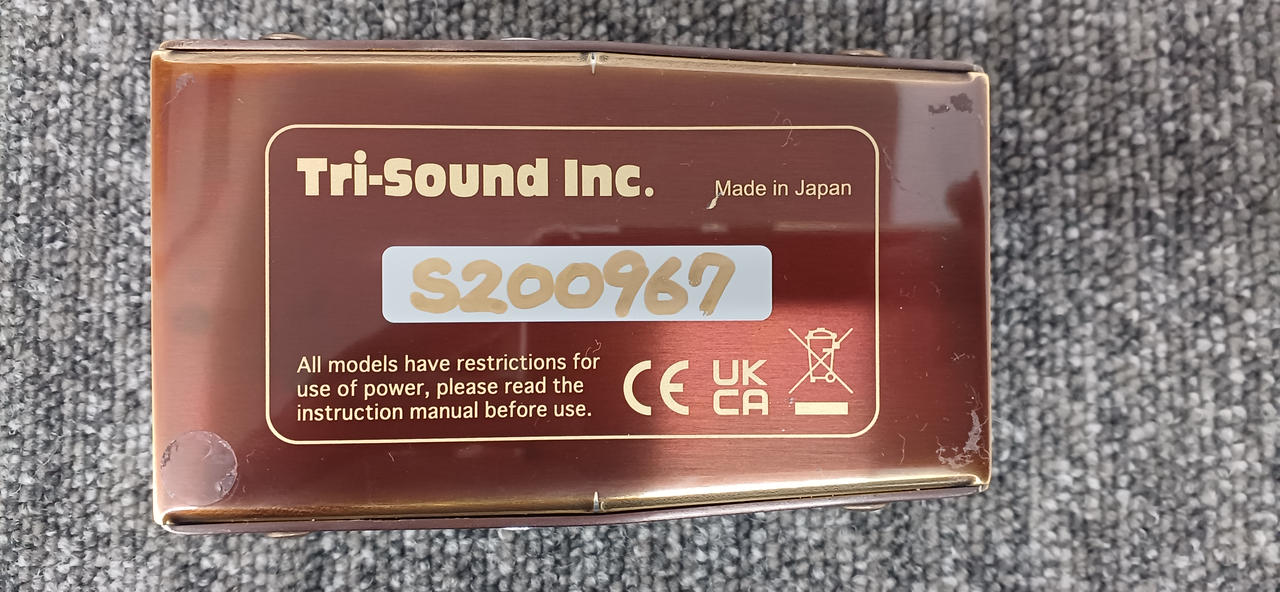 Tri-Sound Inc.
Made in Japan
S200967
All models have restrictions for
use of power, please read the
instruction manual before use.
CE
UK
CA